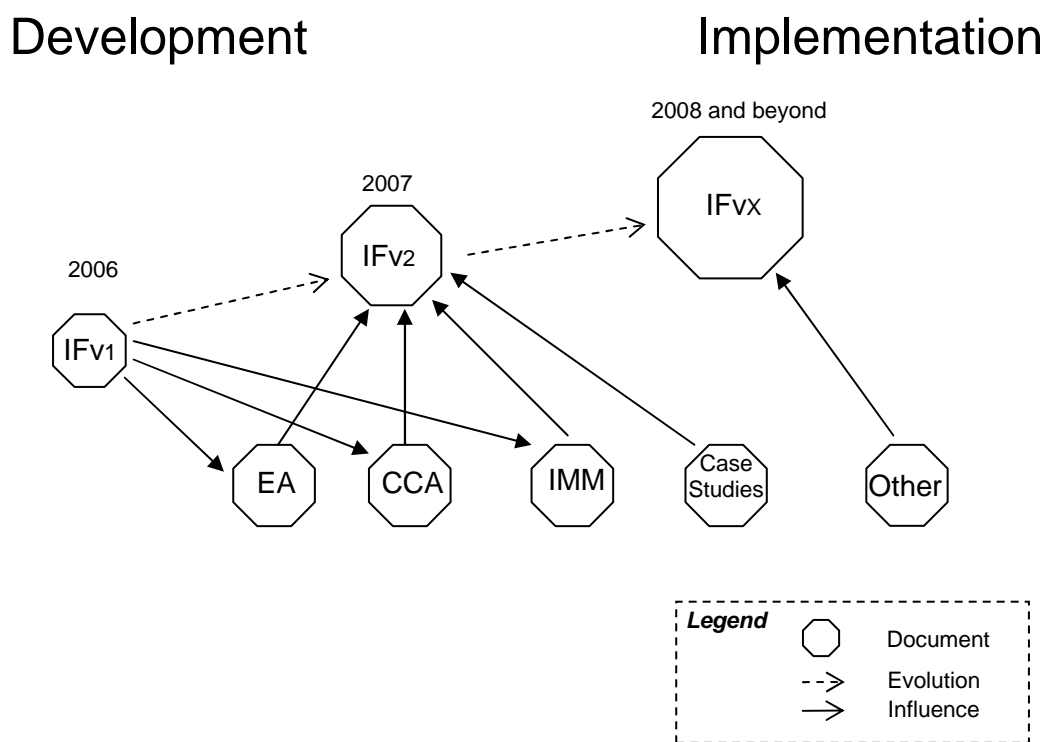 Development
Implementation
2008 and beyond
IFvX
2007
IFv2
2006
IFv1
EA
CCA
IMM
Case
Studies
Other
Legend
Document
Evolution
Influence